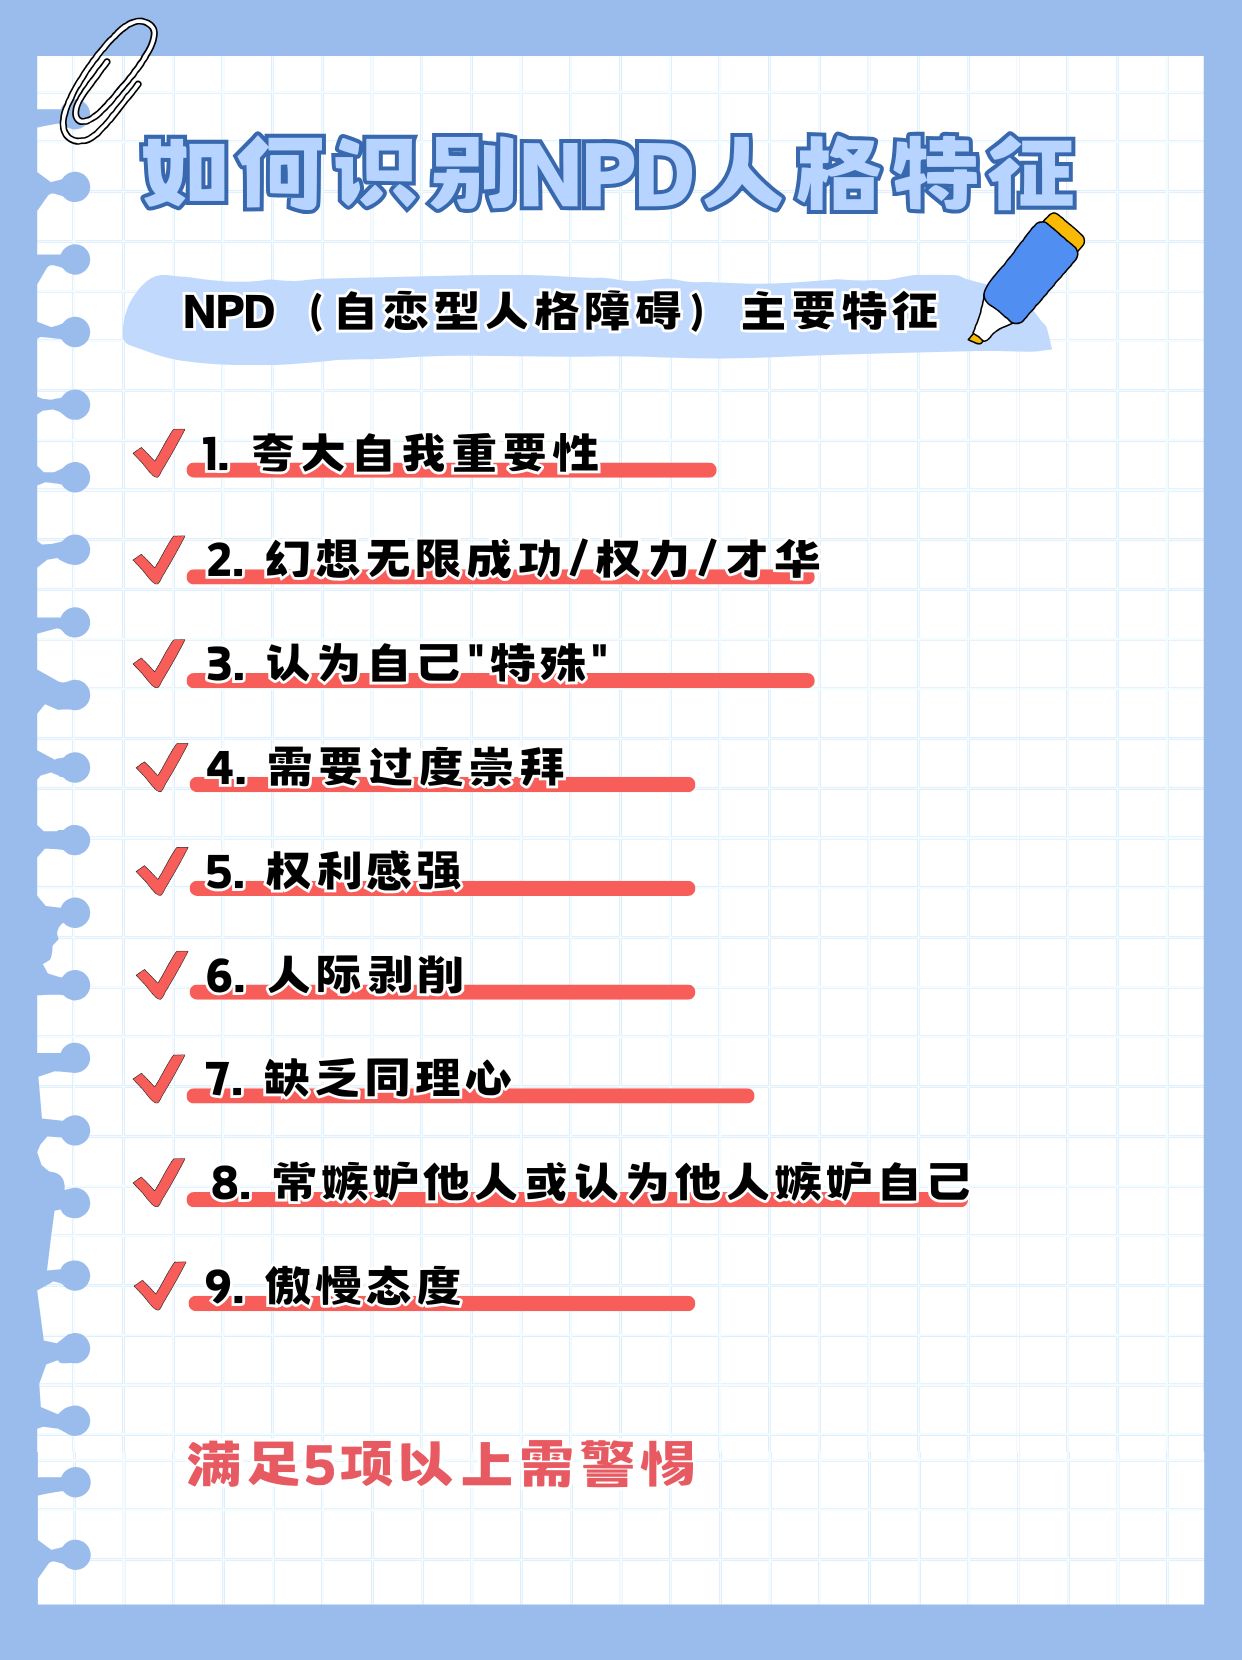 如何识别NPD人格特征
NPD（自恋型人格障碍）主要特征
1. 夸大自我重要性
2. 幻想无限成功/权力/才华
3. 认为自己"特殊"
4. 需要过度崇拜
5. 权利感强
6. 人际剥削
7. 缺乏同理心
8. 常嫉妒他人或认为他人嫉妒自己
9. 傲慢态度
满足5项以上需警惕